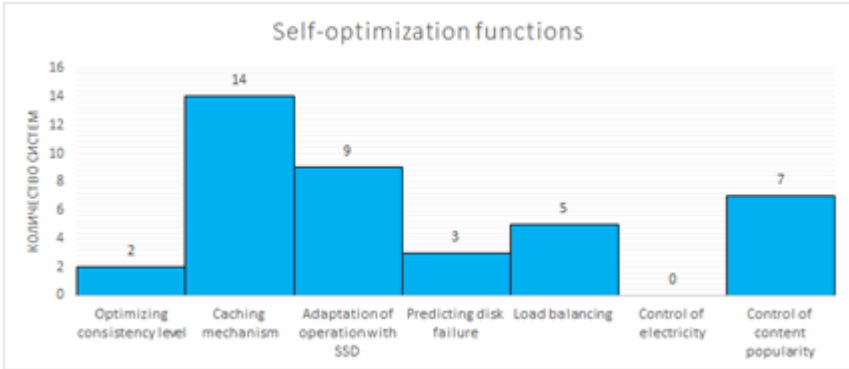 Self-optimization functions
КОЛИЧЕСТВО СИСТЕМ
16
14
12
10
8
6
4
2
0
2
14
9
3
5
0
7
Optimizing
consistency level
Caching
mechanism
Adaptation of
operation with
SSD
Predicting disk
failure
Load balancing
Control of
electricity
Control of
content
popularity